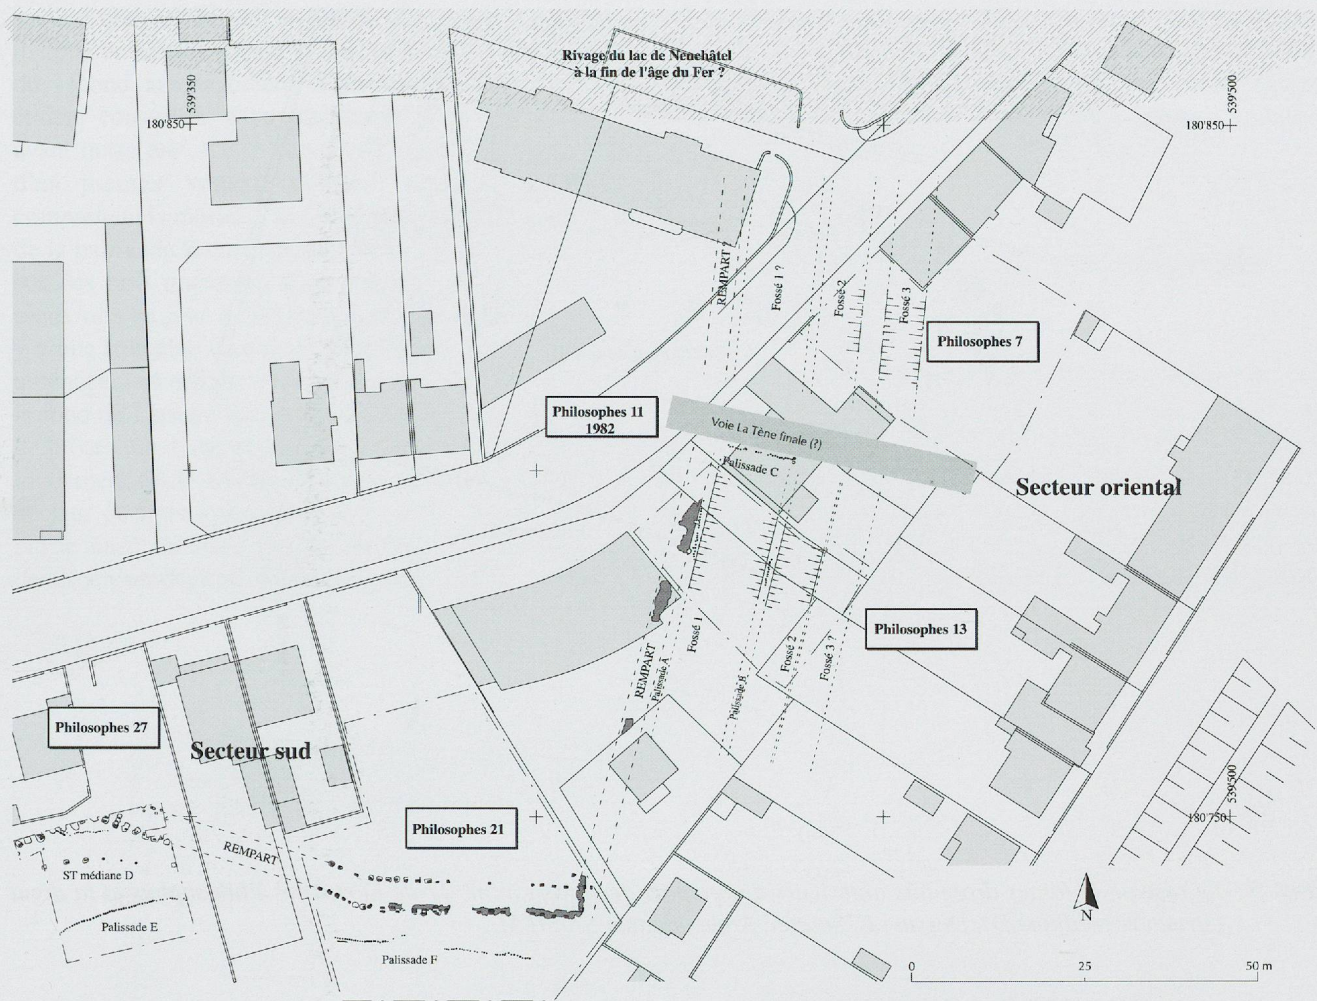 Rivage du lac de Neuchâtel
à la fin de l'âge du Fer ?
539'350
180'850
539'500
180'850
REMPART ?
Fossé 1 ?
Fossé 2
Fossé 3
Philosophes 7
Philosophes 11
1982
Voie La Tène finale (?)
Palissade C
Secteur oriental
Philosophes 13
Fossé 1
Fossé 2
Fossé 3 ?
REMPART
Palissade A
Palissade B
Philosophes 27
Secteur sud
Philosophes 21
539'500
180'750
REMPART
ST médiane D
Palissade E
Palissade F
N
0
25
50 m